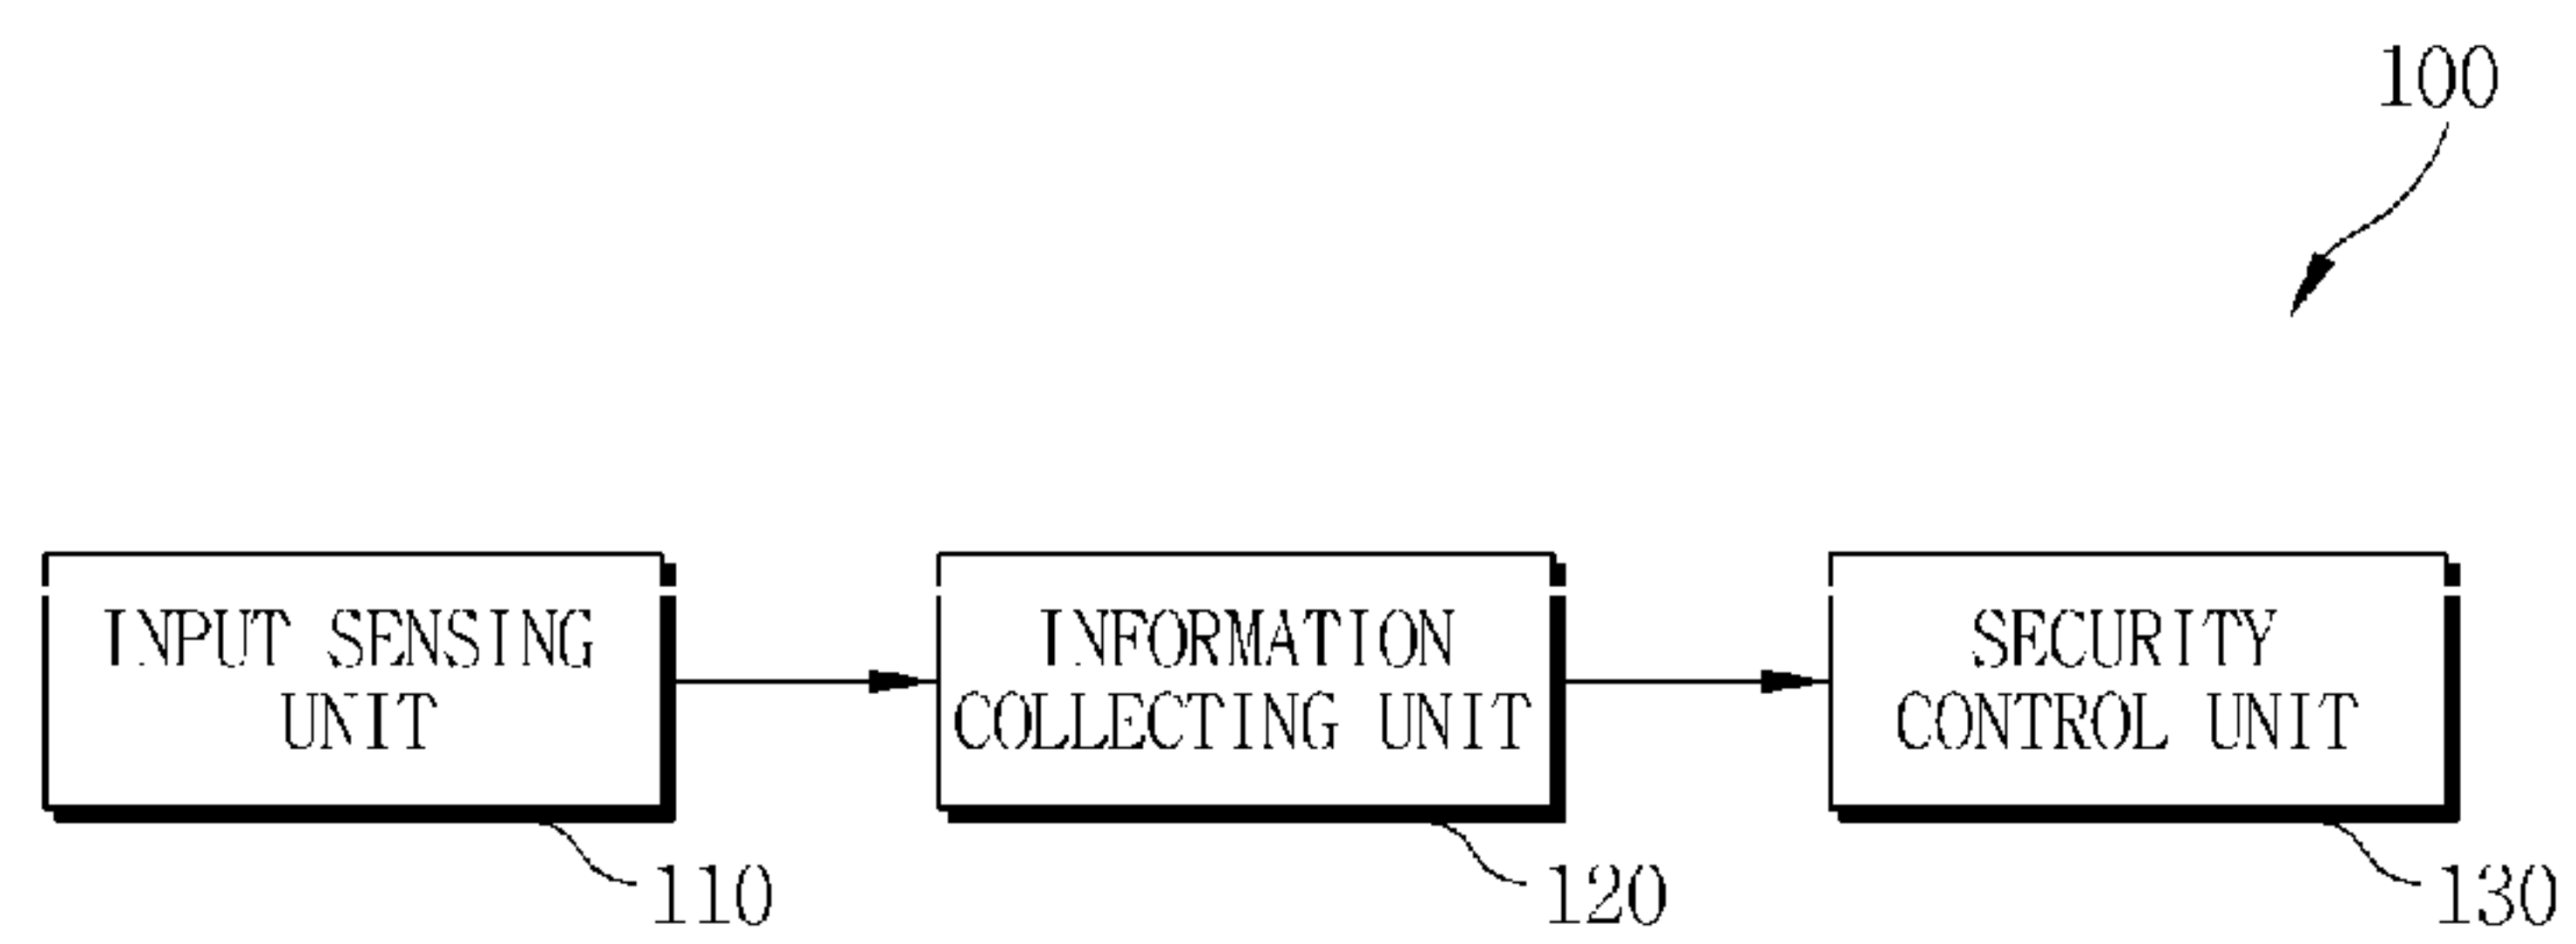 100
INPUT SENSING
UNIT
INFORMATION
COLLECTING UNIT
SECURITY
CONTROL UNIT
110
120
130